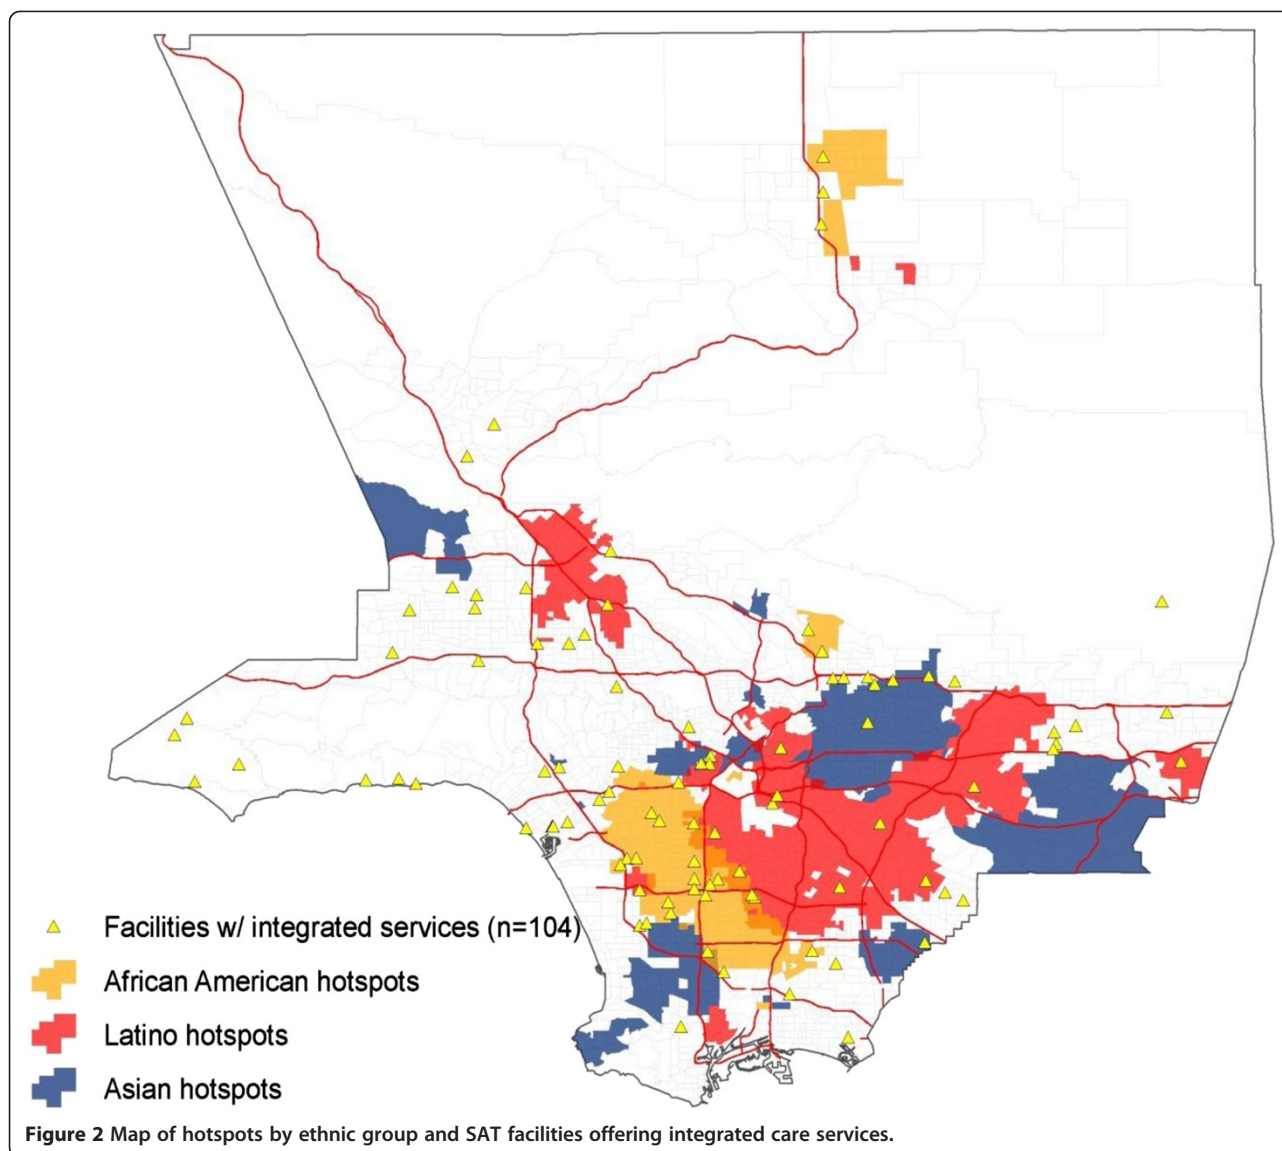 Facilities w/ integrated services (n=104)
African American hotspots
Latino hotspots
Asian hotspots
Figure 2 Map of hotspots by ethnic group and SAT facilities offering integrated care services.